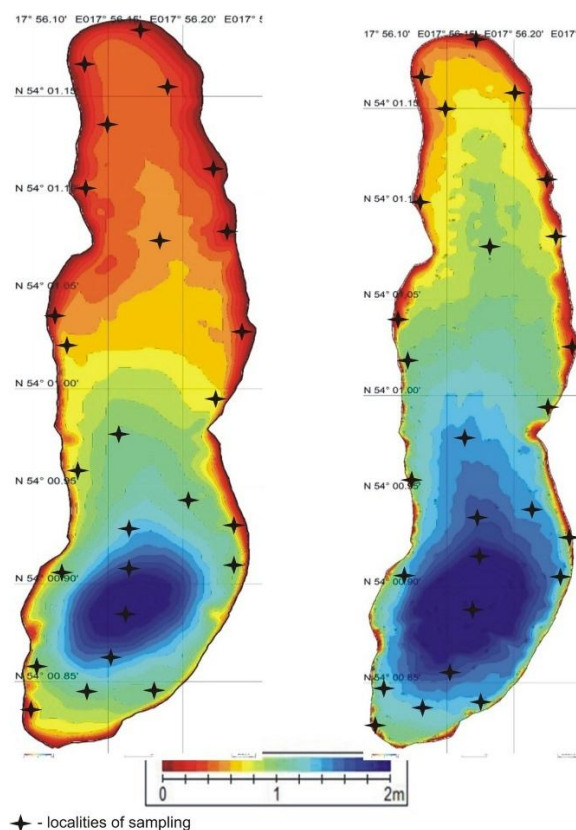 17° 56.10' E017° 56.15' E017° 56.20' E017° 5
17° 56.10' E017° 56.15' E017° 56.20' E017°
N 54° 01.15'
N 54° 01.15'
N 54° 01.1
N 54° 01.1
N 54° 01.05'
N 54° 01.05'
N 54° 01.00'
N 54° 01.00'
N 54° 00.95'
N 54° 00.95'
N 54° 00.90'
N 54° 00.90'
N 54° 00.85'
N 54° 00.85'
0 1 2m
- localities of sampling